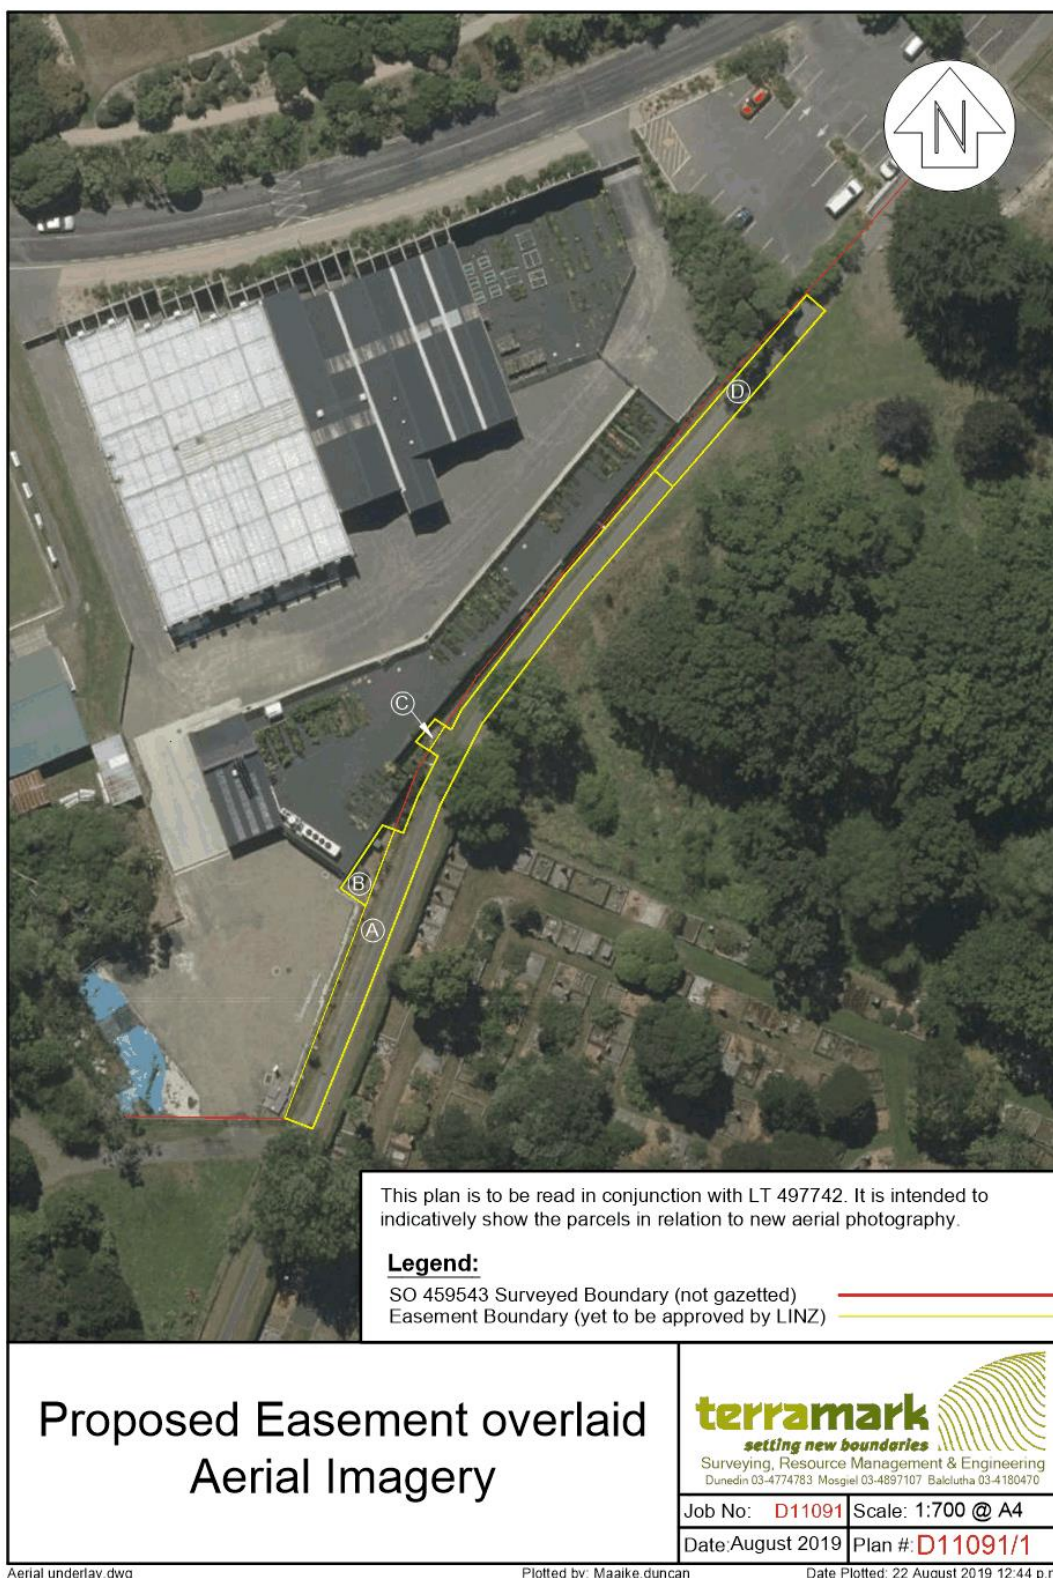 N
D
C
B
A
This plan is to be read in conjunction with LT 497742. It is intended to
indicatively show the parcels in relation to new aerial photography.
Legend:
SO 459543 Surveyed Boundary (not gazetted)
Easement Boundary (yet to be approved by LINZ)
Proposed Easement overlaid
Aerial Imagery
terramark
setting new boundaries
Surveying, Resource Management & Engineering
Dunedin 03-4774783 Mosgiel 03-4897107 Balclutha 03-4180470
Job No: D11091 Scale: 1:700 @ A4
Date: August 2019 Plan #: D11091/1
Aerial underlay.dwg Plotted by: Maaike.duncan Date Plotted: 22 August 2019 12:44 p.m